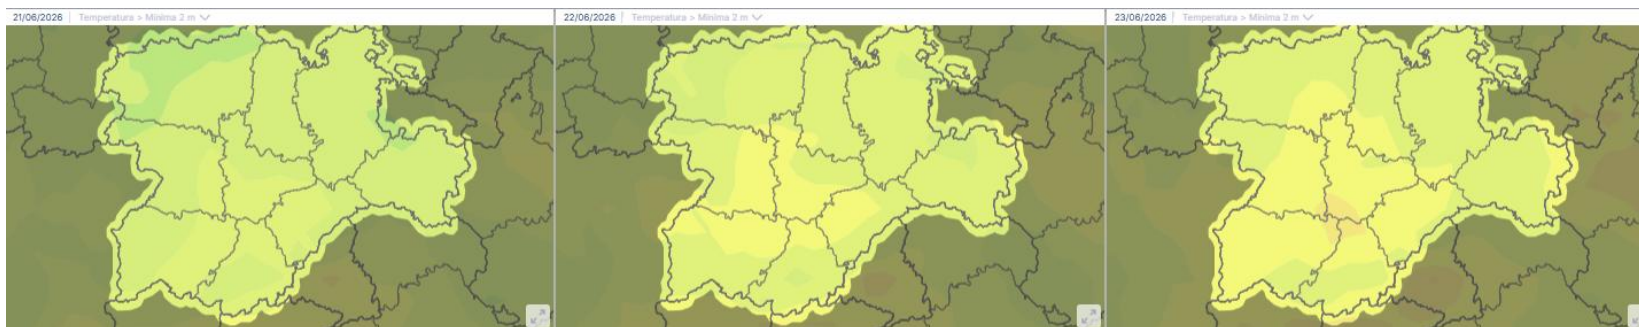 21/06/2026 | Temperatura > Mínima 2 m
22/06/2026 | Temperatura > Mínima 2 m
23/06/2026 | Temperatura > Mínima 2 m